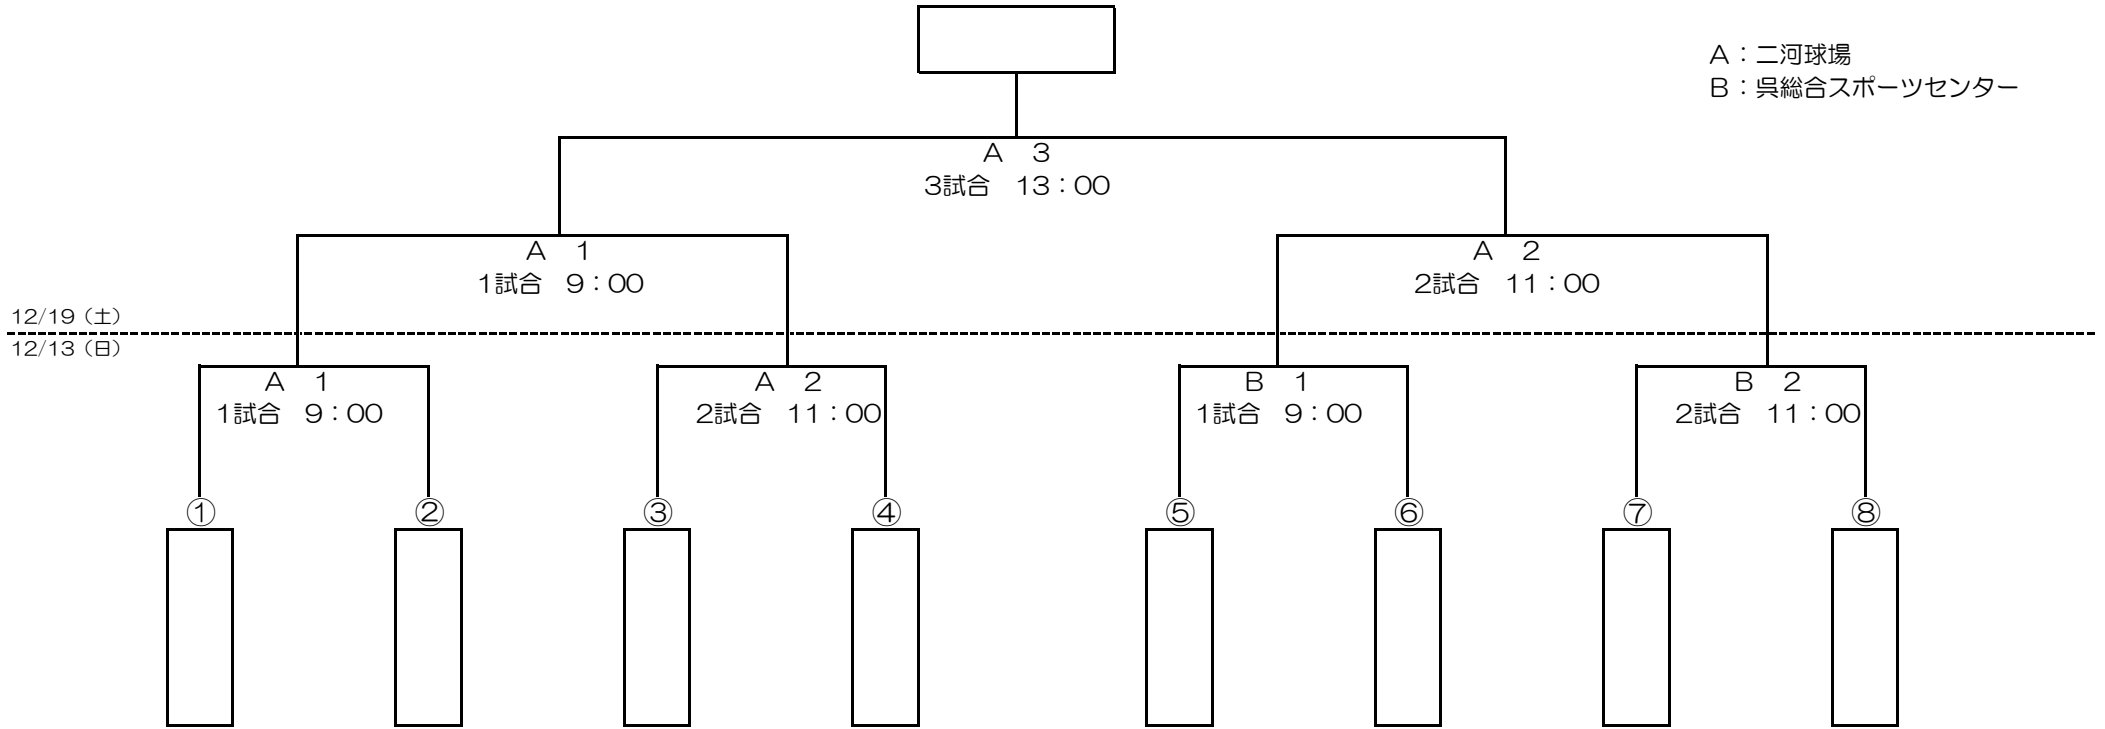 A：二河球場
B：呉総合スポーツセンター
A　3
3試合　13：00
A　1
1試合　9：00
A　2
2試合　11：00
12/19（土）
12/13（日）
A　1
1試合　9：00
A　2
2試合　11：00
B　1
1試合　9：00
B　2
2試合　11：00
①　②　③　④　⑤　⑥　⑦　⑧